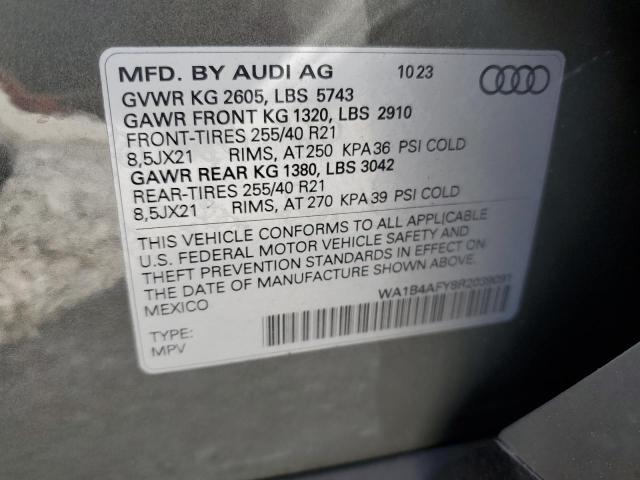 MFD. BY AUDI AG 10 23
GVWR KG 2605, LBS 5743
GAWR FRONT KG 1320, LBS 2910
FRONT-TIRES 255/40 R21
8,5JX21 RIMS, AT 250 KPA 36 PSI COLD
GAWR REAR KG 1380, LBS 3042
REAR-TIRES 255/40 R21
8,5JX21 RIMS, AT 270 KPA 39 PSI COLD
THIS VEHICLE CONFORMS TO ALL APPLICABLE
U.S. FEDERAL MOTOR VEHICLE SAFETY AND
THEFT PREVENTION STANDARDS IN EFFECT ON
DATE OF MANUFACTURE SHOWN ABOVE.
MEXICO
WA1B4AFY8R2039091
TYPE:
MPV